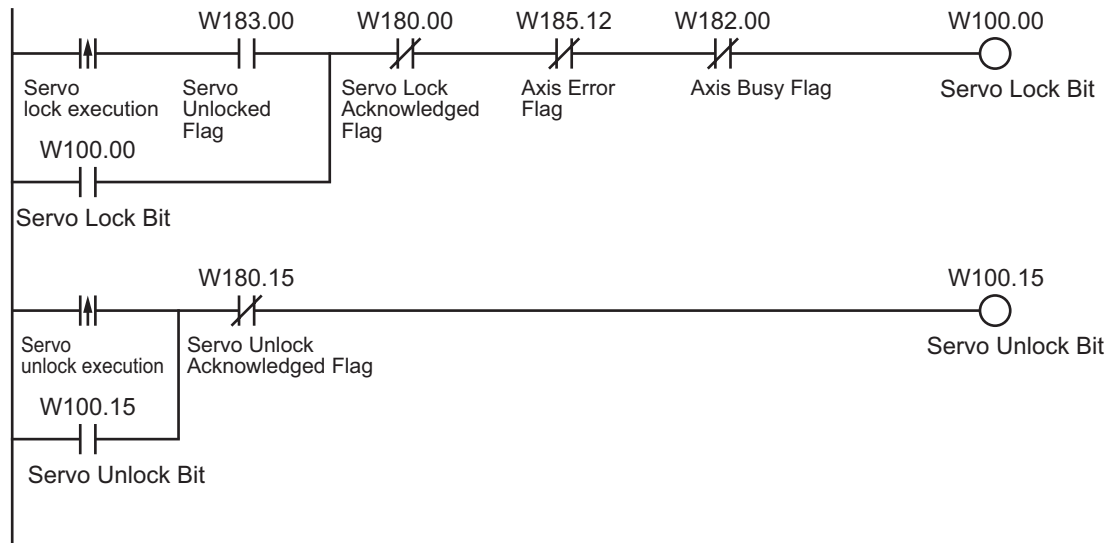 W183.00 W180.00 W185.12 W182.00 W100.00
Servo
lock execution
Servo
Unlocked
Flag
Servo Lock
Acknowledged
Flag
Axis Error
Flag
Axis Busy Flag
Servo Lock Bit
W100.00
Servo Lock Bit
W180.15 W100.15
Servo
unlock execution
Servo Unlock
Acknowledged Flag
Servo Unlock Bit
W100.15
Servo Unlock Bit